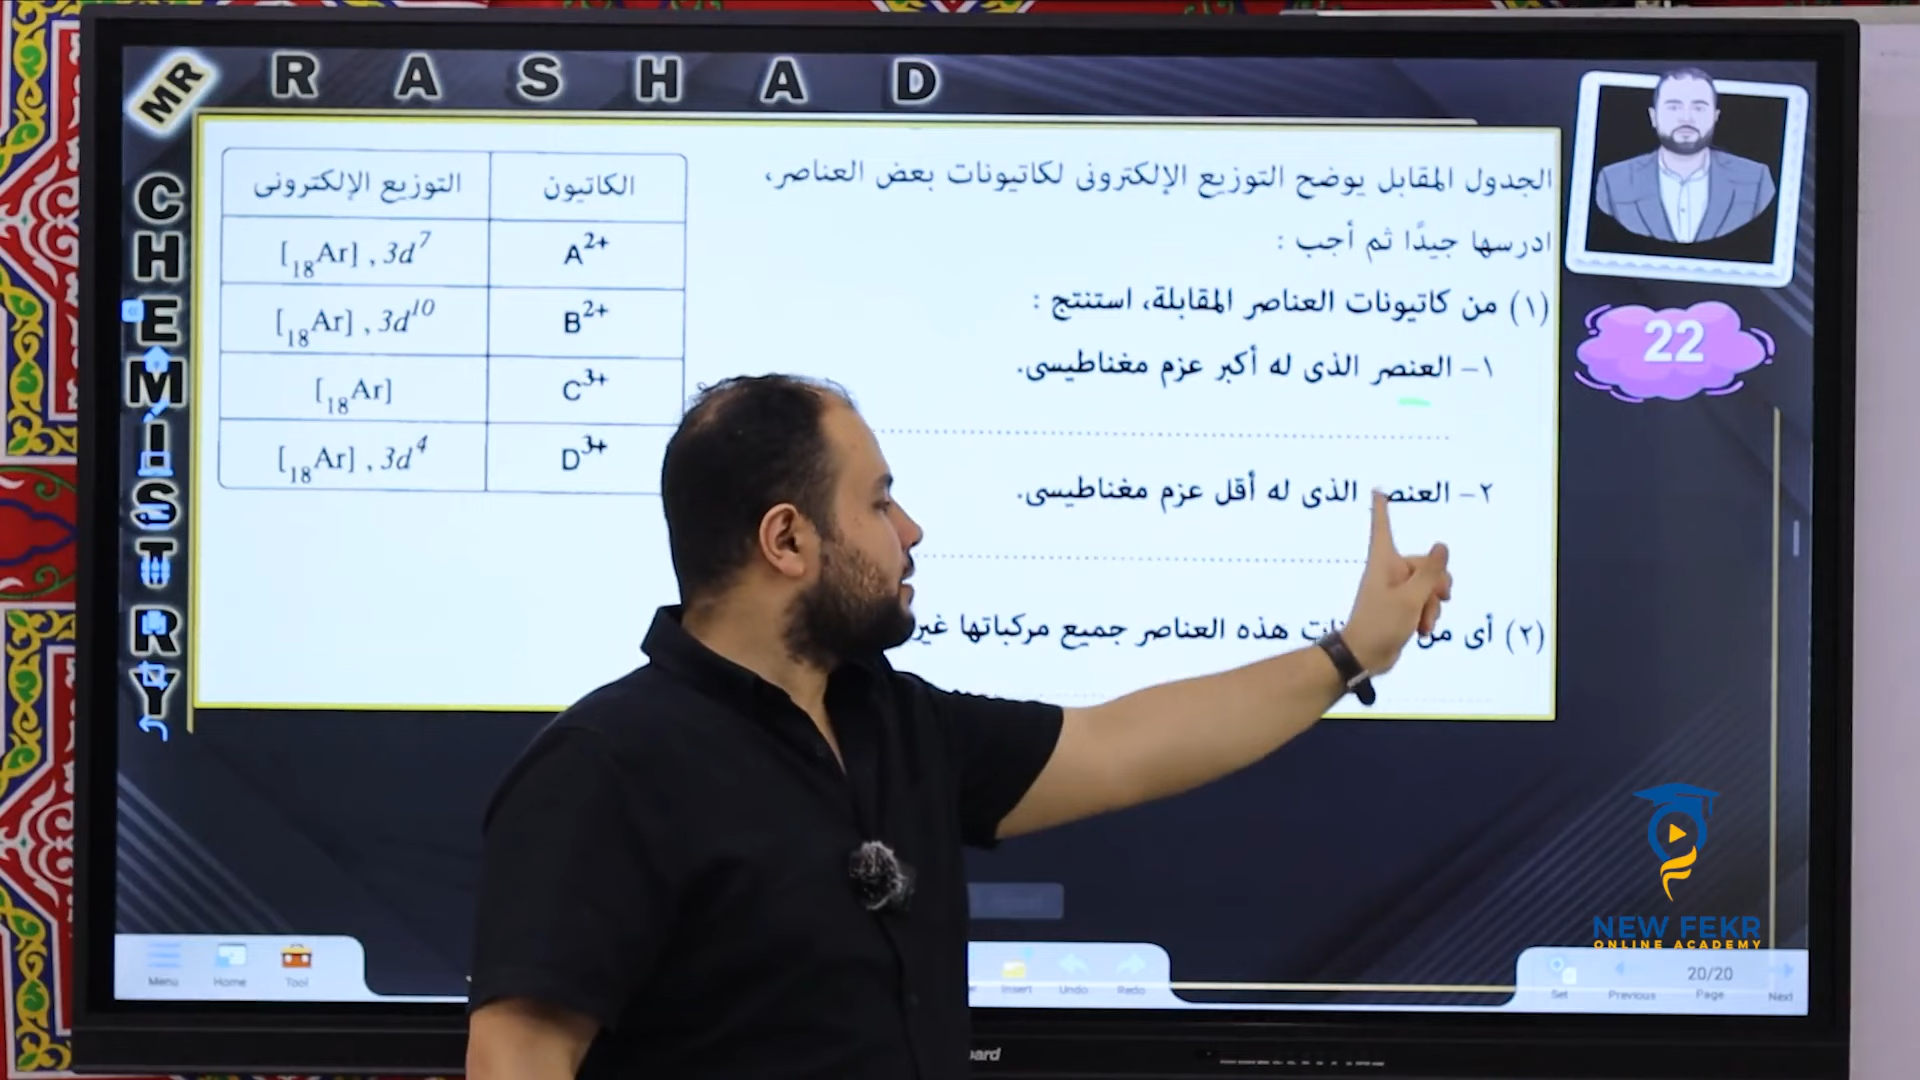 MR RASHAD
CHEMISTRY
الجدول المقابل يوضح التوزيع الإلكترونى لكاتيونات بعض العناصر،
ادرسها جيدًا ثم أجب :
(١) من كاتيونات العناصر المقابلة، استنتج :
١- العنصر الذى له أكبر عزم مغناطيسى.
٢- العنصر الذى له أقل عزم مغناطيسى.
(٢) أى من هذه العناصر جميع مركباتها غير
الكاتيون التوزيع الإلكترونى
A2+ [18Ar] , 3d7
B2+ [18Ar] , 3d10
C3+ [18Ar]
D3+ [18Ar] , 3d4
22
NEW FEKR
ONLINE ACADEMY
Menu Home Tool
Insert Undo Redo
Set Previous 20/20 Page Next